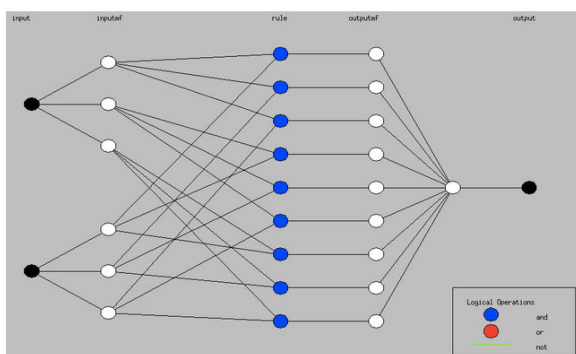 input inputmf rule outputmf output
Logical Operations
and
or
not